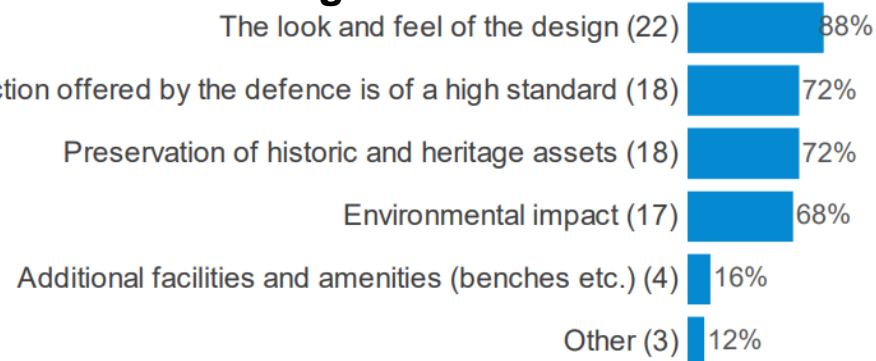 The look and feel of the design (22) 88%
offered by the defence is of a high standard (18) 72%
Preservation of historic and heritage assets (18) 72%
Environmental impact (17) 68%
Additional facilities and amenities (benches etc.) (4) 16%
Other (3) 12%